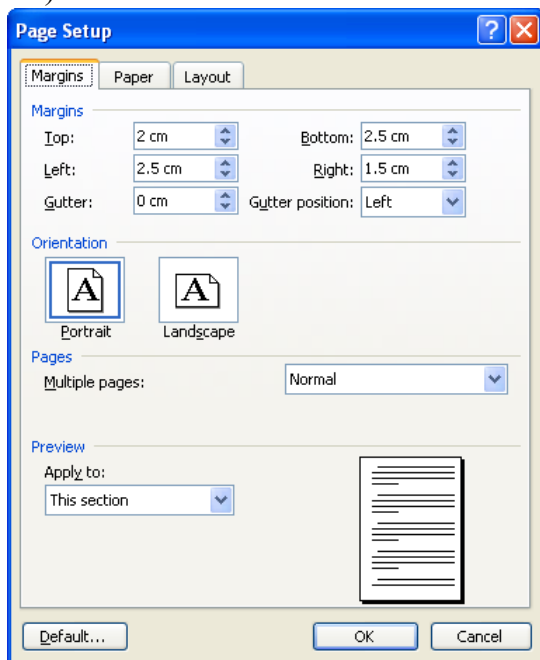 )
Page Setup
Margins Paper Layout
Margins
Top: 2 cm Bottom: 2.5 cm
Left: 2.5 cm Right: 1.5 cm
Gutter: 0 cm Gutter position: Left
Orientation
A A
Portrait Landscape
Pages
Multiple pages: Normal
Preview
Apply to:
This section
Default... OK Cancel